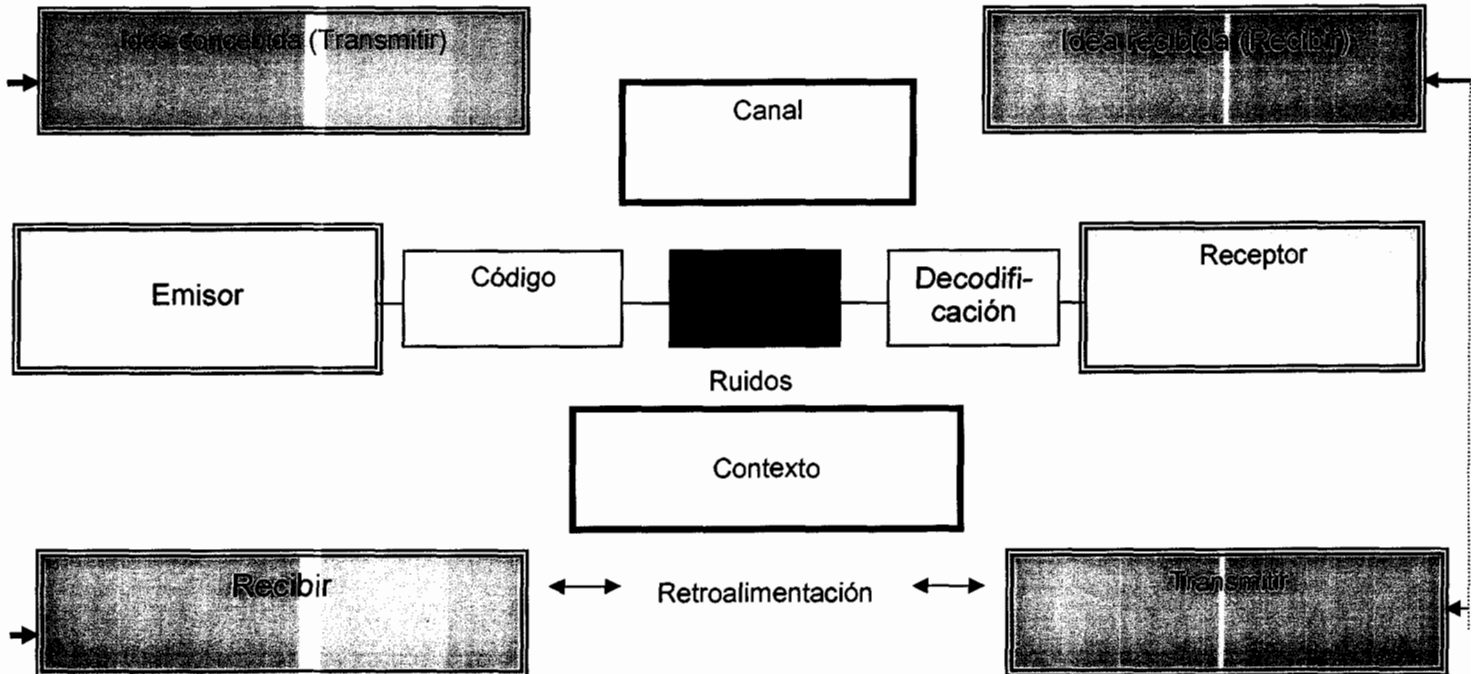 Idea concebida (Transmitir)
Idea recibida (Recibir)
Canal
Emisor
Código
Decodifi-
cación
Receptor
Ruidos
Contexto
Recibir
Retroalimentación
Transmitir